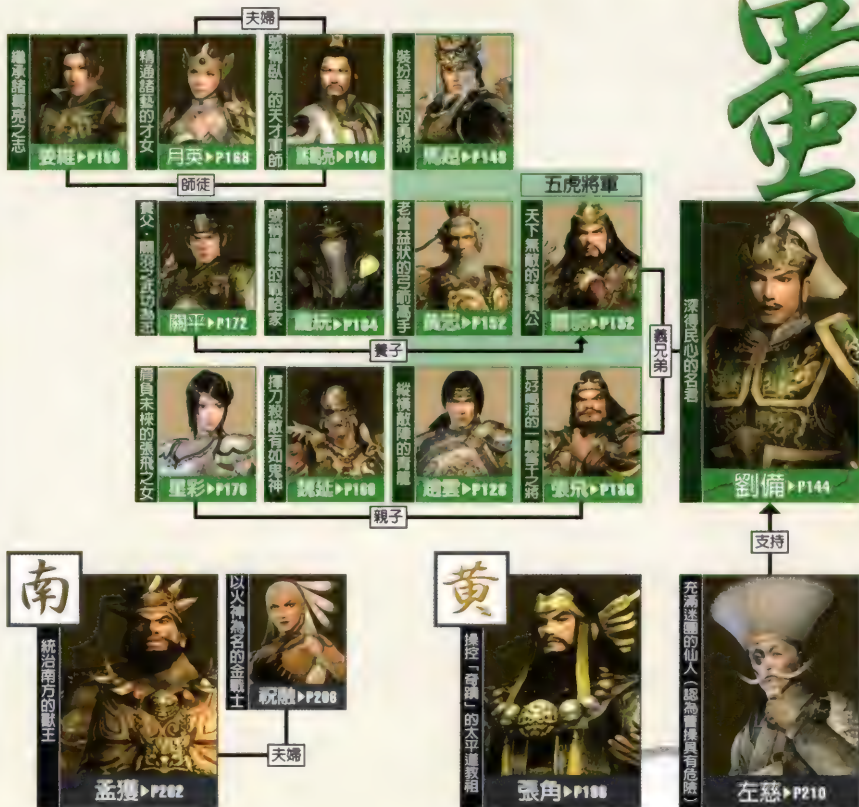 蜀
夫婦
繼承諸葛亮之志
姜維▶P156
精通諸藝的才女
月英▶P168
號稱臥龍的天才軍師
諸葛亮▶P140
裝扮華麗的勇將
馬超▶P148
師徒
五虎將軍
養父・關羽之武功為志
關平▶P172
號稱鳳雛的戰略家
龐統▶P164
老當益狀的弓箭高手
黃忠▶P152
天下無敵的美髯公
關羽▶P132
養子
義兄弟
深得民心的名君
劉備▶P144
肩負未來的張飛之女
星彩▶P176
揮刀殺敵有如鬼神
魏延▶P160
縱橫敵陣的青龍
趙雲▶P128
喜好喝酒的一騎當千之將
張飛▶P136
親子
支持
南
統治南方的獸王
孟獲▶P202
以火神為名的金戰士
祝融▶P206
夫婦
黄
操控「奇蹟」的太平道教祖
張角▶P198
充滿迷團的仙人(認為曹操具有危險)
左慈▶P210